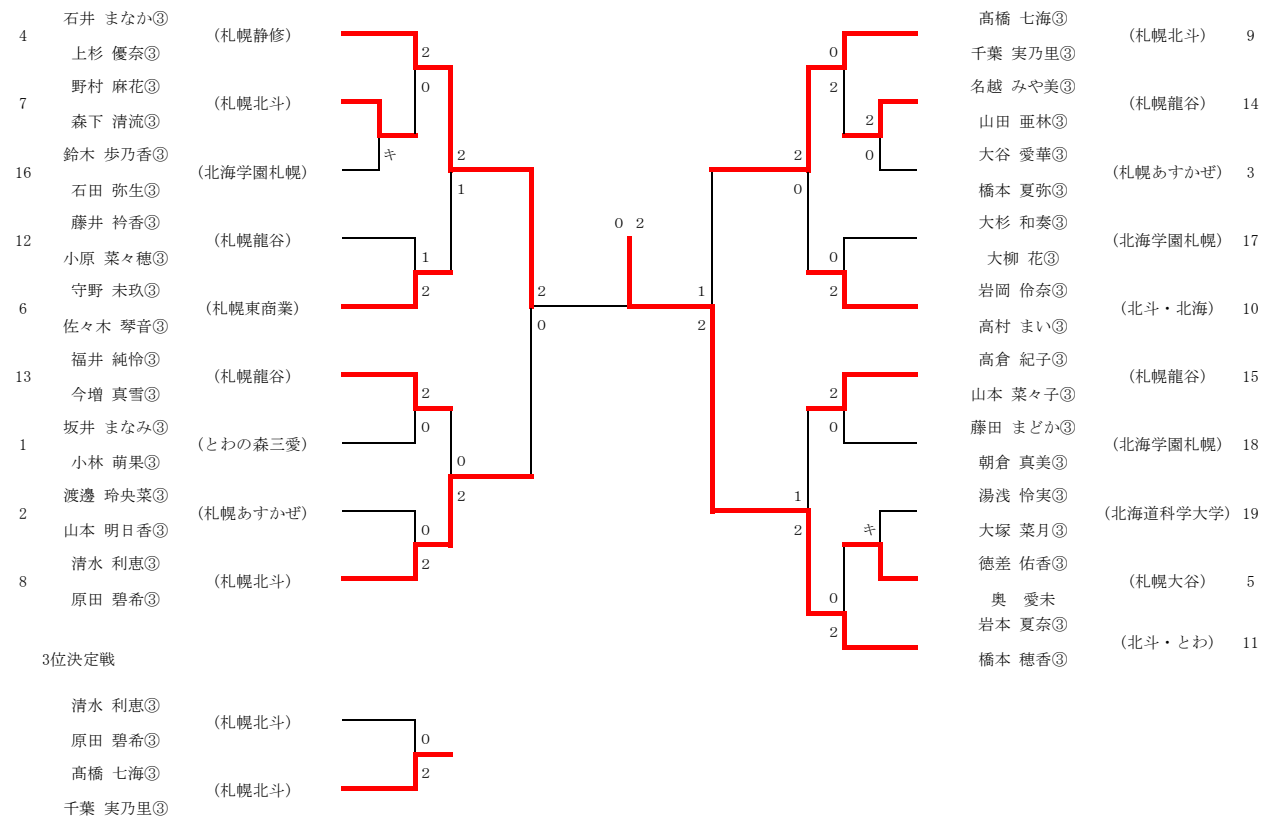 石井 まなか③
4 (札幌静修)
上杉 優奈③
2
野村 麻花③
0
7 (札幌北斗)
森下 清流③
鈴木 歩乃香③
キ
2
16 (北海学園札幌)
石田 弥生③
1
藤井 衿香③
12 (札幌龍谷)
小原 菜々穂③
1
守野 未玖③
2
2
6 (札幌東商業)
佐々木 琴音③
0
福井 純怜③
13 (札幌龍谷)
今増 真雪③
2
坂井 まなみ③
0
1 (とわの森三愛)
小林 萌果③
0
渡邊 玲央菜③
2
2 (札幌あすかぜ)
山本 明日香③
0
清水 利恵③
2
8 (札幌北斗)
原田 碧希③
0 2
髙橋 七海③
(札幌北斗) 9
千葉 実乃里③
0
名越 みや美③
2
(札幌龍谷) 14
山田 亜林③
2
大谷 愛華③
0
2
(札幌あすかぜ) 3
橋本 夏弥③
0
大杉 和奏③
(北海学園札幌) 17
大柳 花③
0
岩岡 伶奈③
2
1
(北斗・北海) 10
高村 まい③
2
高倉 紀子③
(札幌龍谷) 15
山本 菜々子③
2
藤田 まどか③
0
(北海学園札幌) 18
朝倉 真美③
湯浅 怜実③
1
(北海道科学大学) 19
大塚 菜月③
2
キ
徳差 佑香③
(札幌大谷) 5
奥 愛未
0
岩本 夏奈③
2
(北斗・とわ) 11
橋本 穂香③
3位決定戦
清水 利恵③
(札幌北斗)
原田 碧希③
0
髙橋 七海③
2
(札幌北斗)
千葉 実乃里③